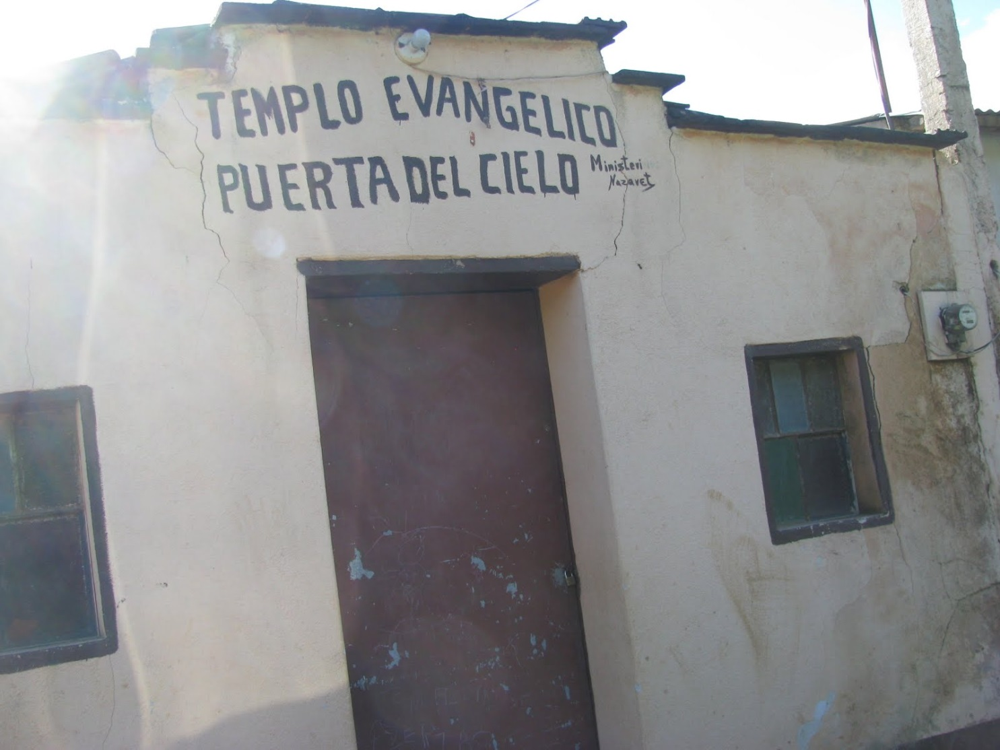 TEMPLO EVANGELICO
PUERTA DEL CIELO
Ministeri
Nazaret